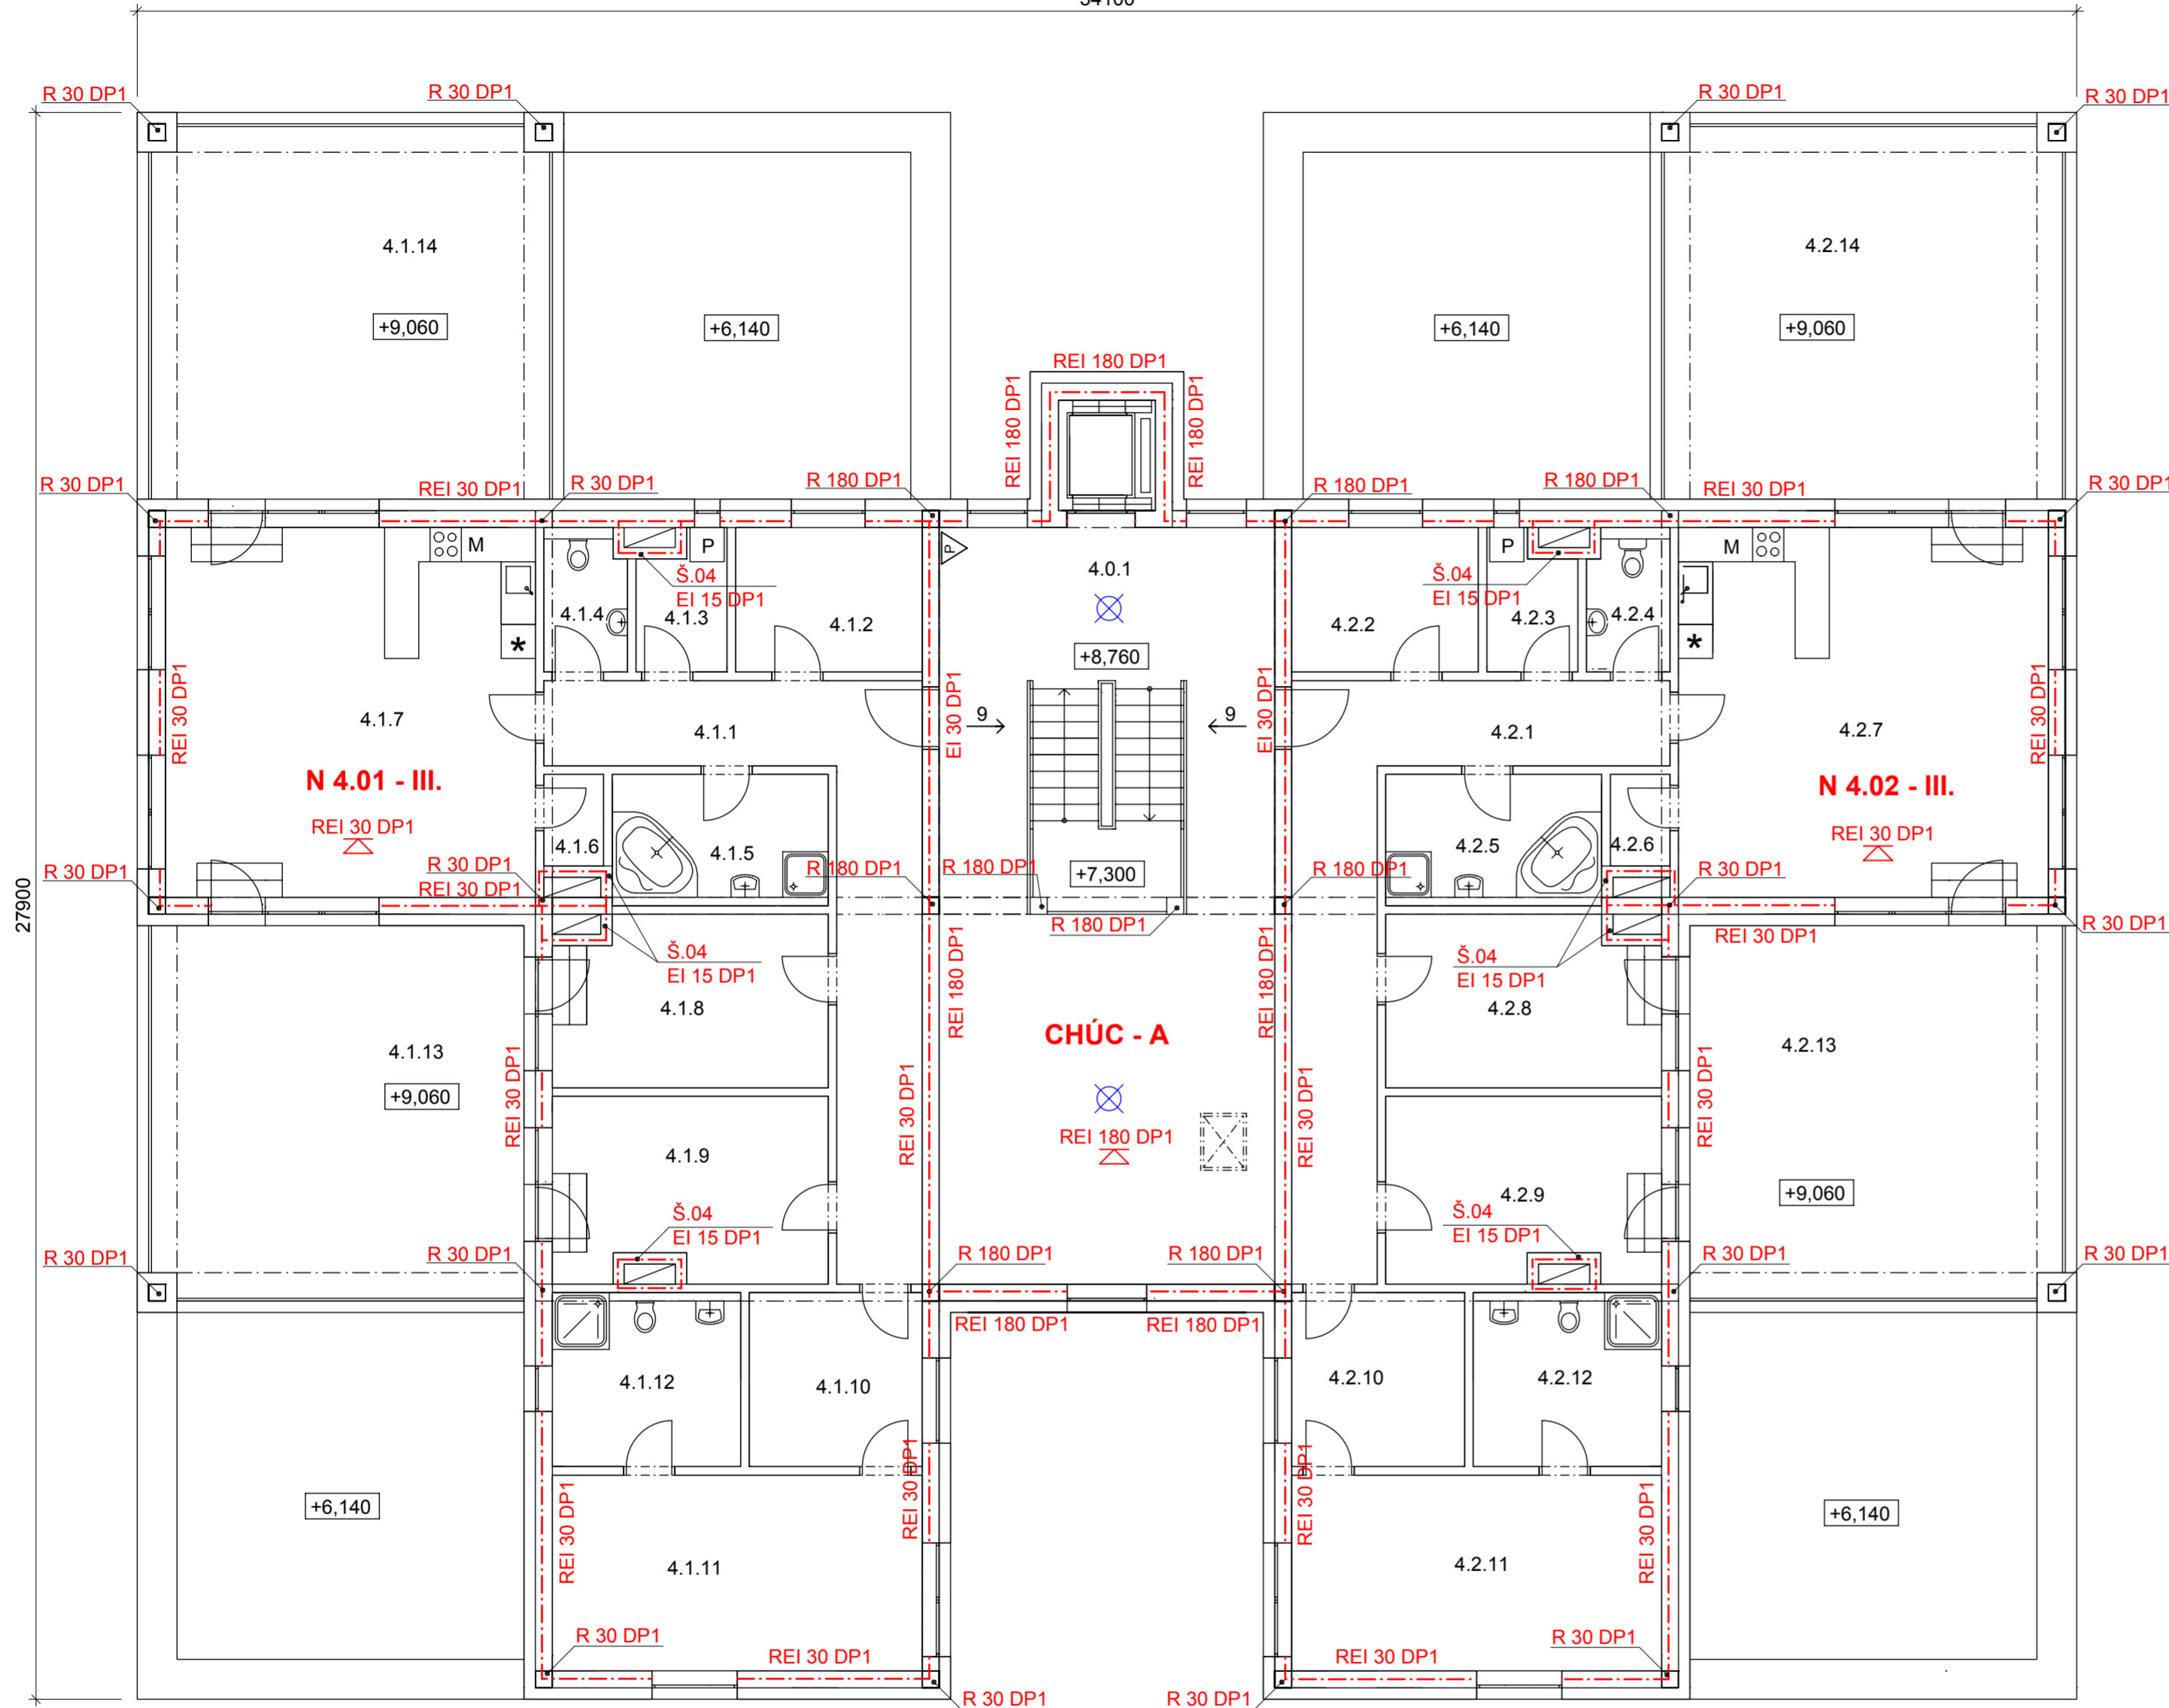 34100
R 30 DP1
R 30 DP1
R 30 DP1
R 30 DP1
4.1.14
4.2.14
+9,060
+6,140
+6,140
+9,060
REI 180 DP1
REI 180 DP1
REI 180 DP1
R 30 DP1
REI 30 DP1
R 30 DP1
R 180 DP1
R 180 DP1
R 180 DP1
REI 30 DP1
R 30 DP1
M
P
P
P
M
4.0.1
Š.04
EI 15 DP1
Š.04
EI 15 DP1
4.1.4
4.1.3
4.1.2
4.2.2
4.2.3
4.2.4
*
*
+8,760
REI 30 DP1
EI 30 DP1
EI 30 DP1
REI 30 DP1
4.1.7
4.1.1
9
9
4.2.1
4.2.7
N 4.01 - III.
N 4.02 - III.
REI 30 DP1
REI 30 DP1
4.1.6
4.1.5
4.2.5
4.2.6
R 30 DP1
R 30 DP1
REI 30 DP1
R 180 DP1
R 180 DP1
+7,300
R 180 DP1
R 30 DP1
27900
R 180 DP1
R 30 DP1
REI 30 DP1
Š.04
EI 15 DP1
Š.04
EI 15 DP1
REI 180 DP1
REI 180 DP1
4.1.8
4.2.8
CHÚC - A
4.1.13
4.2.13
+9,060
REI 30 DP1
REI 30 DP1
REI 30 DP1
REI 30 DP1
REI 180 DP1
4.1.9
4.2.9
+9,060
Š.04
EI 15 DP1
Š.04
EI 15 DP1
R 30 DP1
R 30 DP1
R 180 DP1
R 180 DP1
R 30 DP1
R 30 DP1
REI 180 DP1
REI 180 DP1
4.1.12
4.1.10
4.2.10
4.2.12
+6,140
+6,140
REI 30 DP1
REI 30 DP1
REI 30 DP1
REI 30 DP1
4.1.11
4.2.11
R 30 DP1
REI 30 DP1
REI 30 DP1
R 30 DP1
R 30 DP1
R 30 DP1